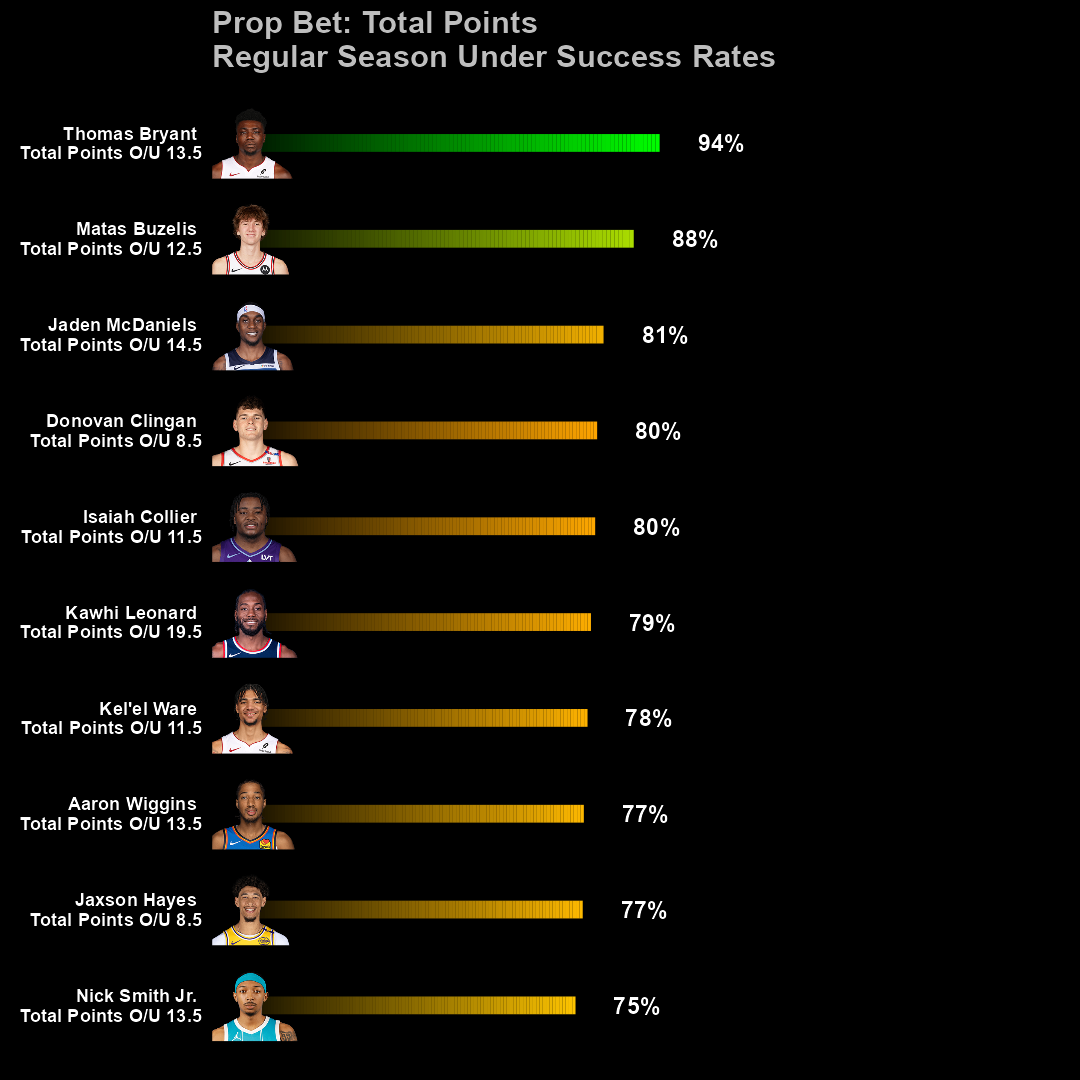 Prop Bet: Total Points
Regular Season Under Success Rates
Thomas Bryant
Total Points O/U 13.5
94%
Matas Buzelis
Total Points O/U 12.5
88%
Jaden McDaniels
Total Points O/U 14.5
81%
Donovan Clingan
Total Points O/U 8.5
80%
Isaiah Collier
Total Points O/U 11.5
80%
Kawhi Leonard
Total Points O/U 19.5
79%
Kel'el Ware
Total Points O/U 11.5
78%
Aaron Wiggins
Total Points O/U 13.5
77%
Jaxson Hayes
Total Points O/U 8.5
77%
Nick Smith Jr.
Total Points O/U 13.5
75%